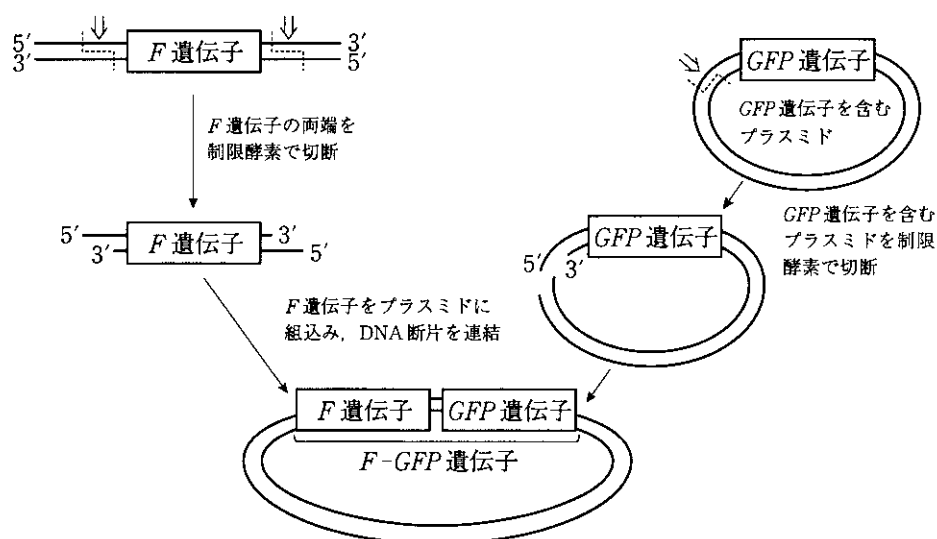 5′
3′
F遺伝子
3′
5′
F遺伝子の両端を
制限酵素で切断
5′
3′
F遺伝子
3′
5′
GFP遺伝子
GFP遺伝子を含む
プラスミド
GFP遺伝子を含む
プラスミドを制限
酵素で切断
GFP遺伝子
5′
3′
F遺伝子をプラスミドに
組込み，DNA断片を連結
F遺伝子
GFP遺伝子
F-GFP遺伝子